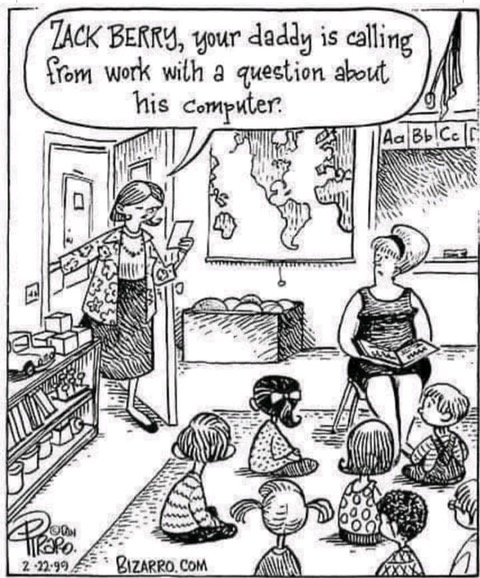 ZACK BERRY, your daddy is calling
from work with a question about
his computer.
Aa Bb Cc
©DAN
PIRARO.
2-22-99
BIZARRO.COM